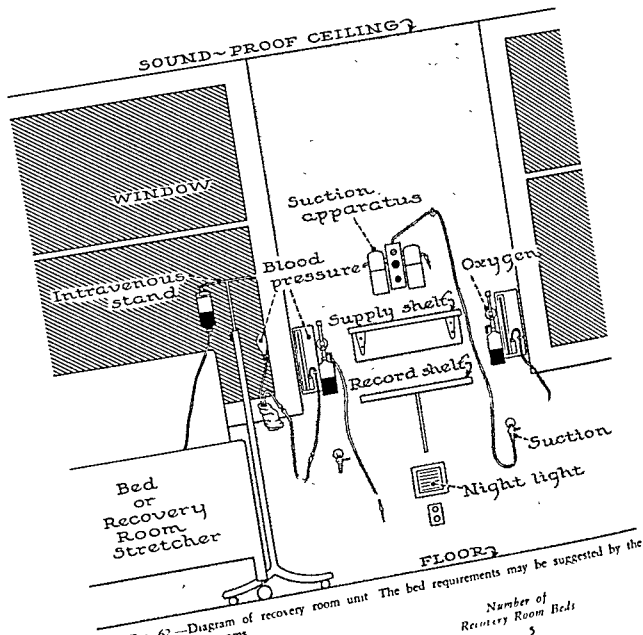 SOUND~PROOF CEILING
WINDOW
Suction
apparatus
Blood
pressure
Oxygen
Intravenous
stand
Supply shelf
Record shelf
Suction
Night light
Bed
or
Recovery
Room
Stretcher
FLOOR
62.—Diagram of recovery room unit The bed requirements may be suggested by the
Number of
Recovery Room Beds
5